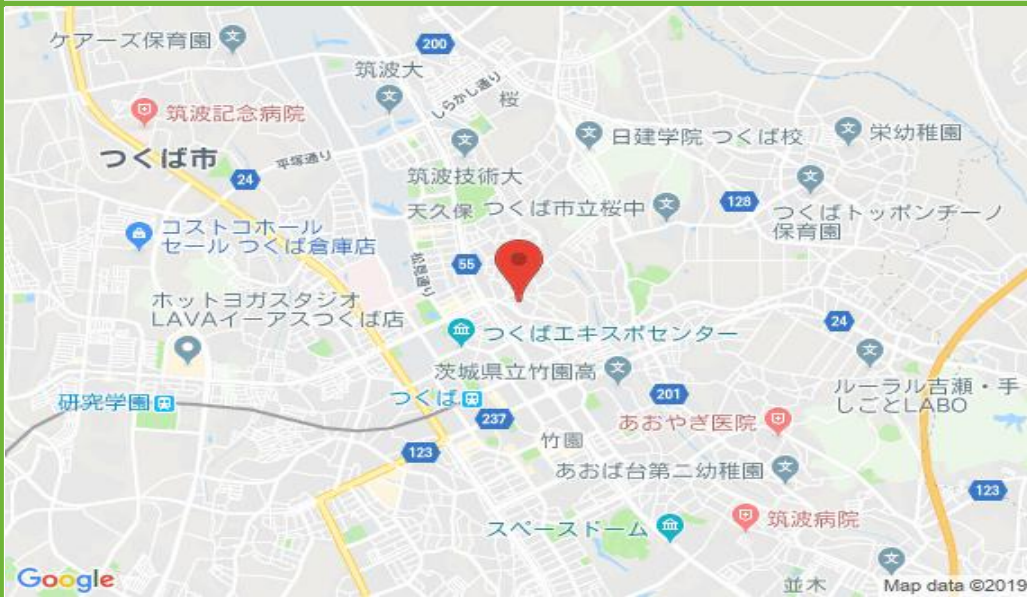 ケアーズ保育園
200
筑波大
しらかし通り
桜
筑波記念病院
日建学院 つくば校
栄幼稚園
つくば市
平塚通り
24
筑波技術大
天久保
つくば市立桜中
128
つくばトッポンチーノ
保育園
コストコホール
セール つくば倉庫店
55
ホットヨガスタジオ
LAVAイーアスつくば店
つくばエキスポセンター
24
茨城県立竹園高
ルーラル吉瀬・手
しごとLABO
研究学園
つくば
201
237
あおやぎ医院
竹園
123
あおば台第二幼稚園
123
スペースドーム
筑波病院
Google
並木
Map data ©2019